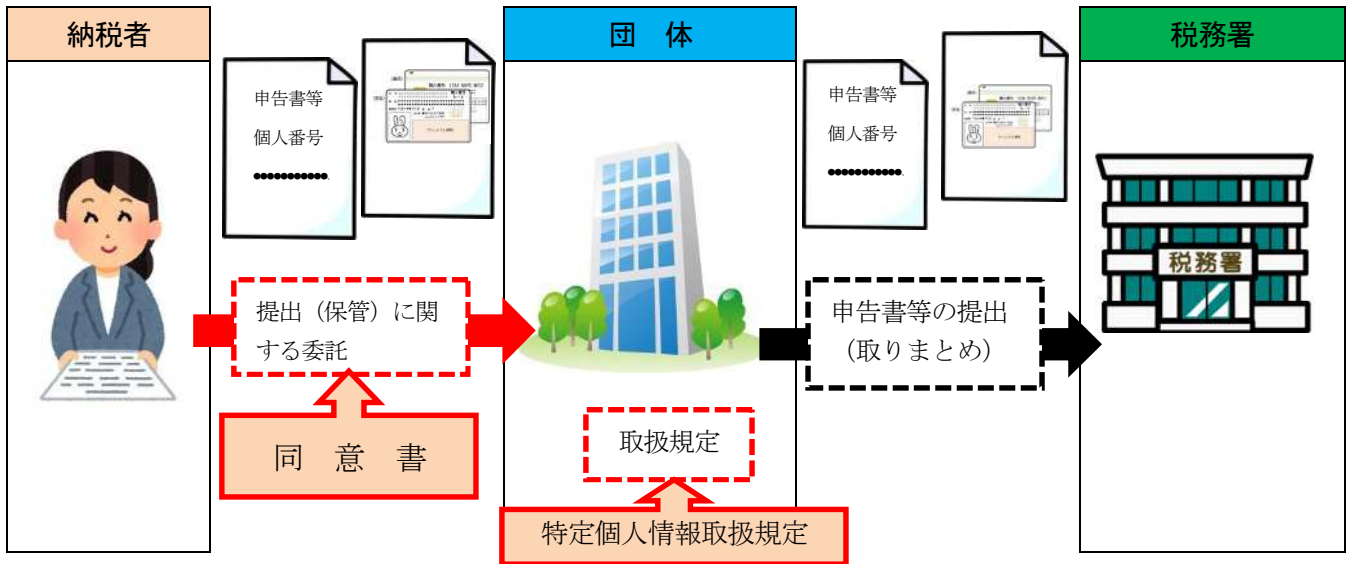 納税者
団　体
税務署
申告書等
個人番号
●●●●●●●●●●●●
申告書等
個人番号
●●●●●●●●●●●●
税務署
提出（保管）に関
する委託
申告書等の提出
（取りまとめ）
同　意　書
取扱規定
特定個人情報取扱規定